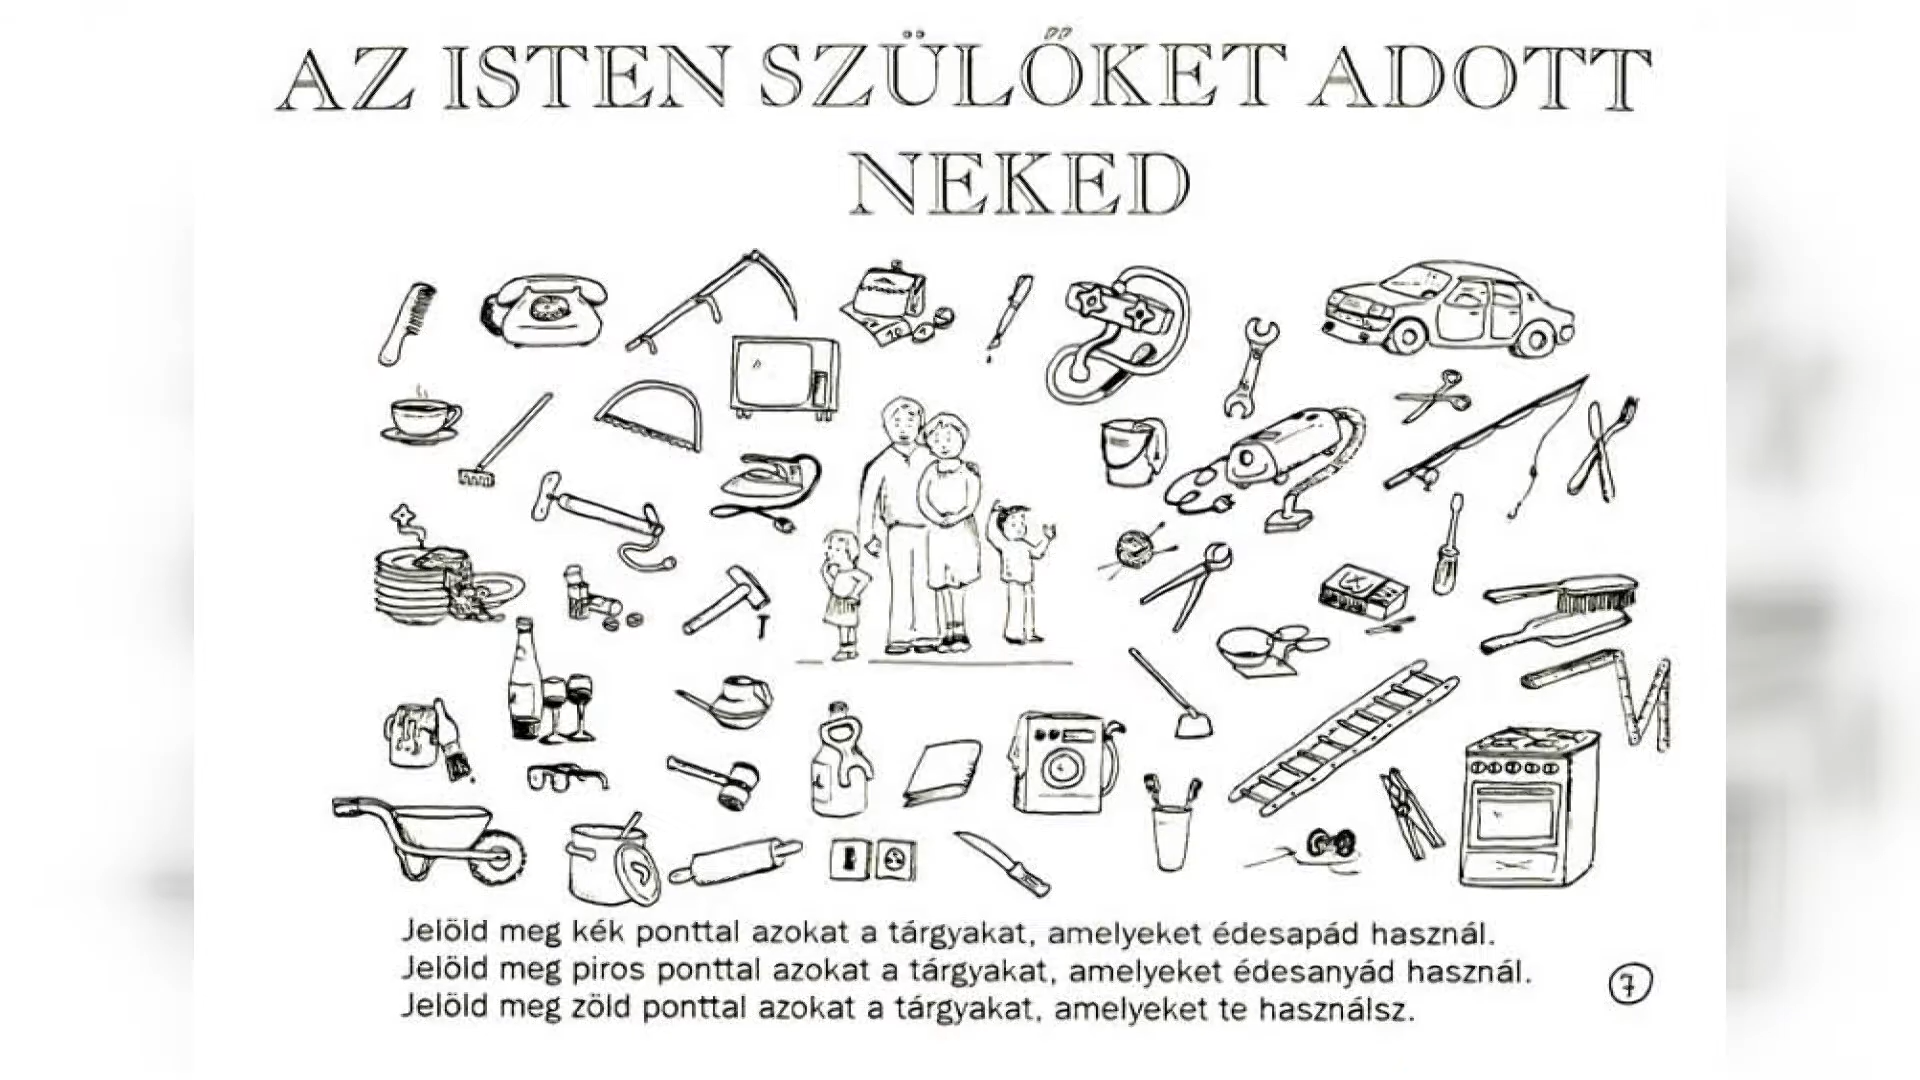 AZ ISTEN SZÜLŐKET ADOTT
NEKED
Jelöld meg kék ponttal azokat a tárgyakat, amelyeket édesapád használ.
Jelöld meg piros ponttal azokat a tárgyakat, amelyeket édesanyád használ.
Jelöld meg zöld ponttal azokat a tárgyakat, amelyeket te használsz.
7